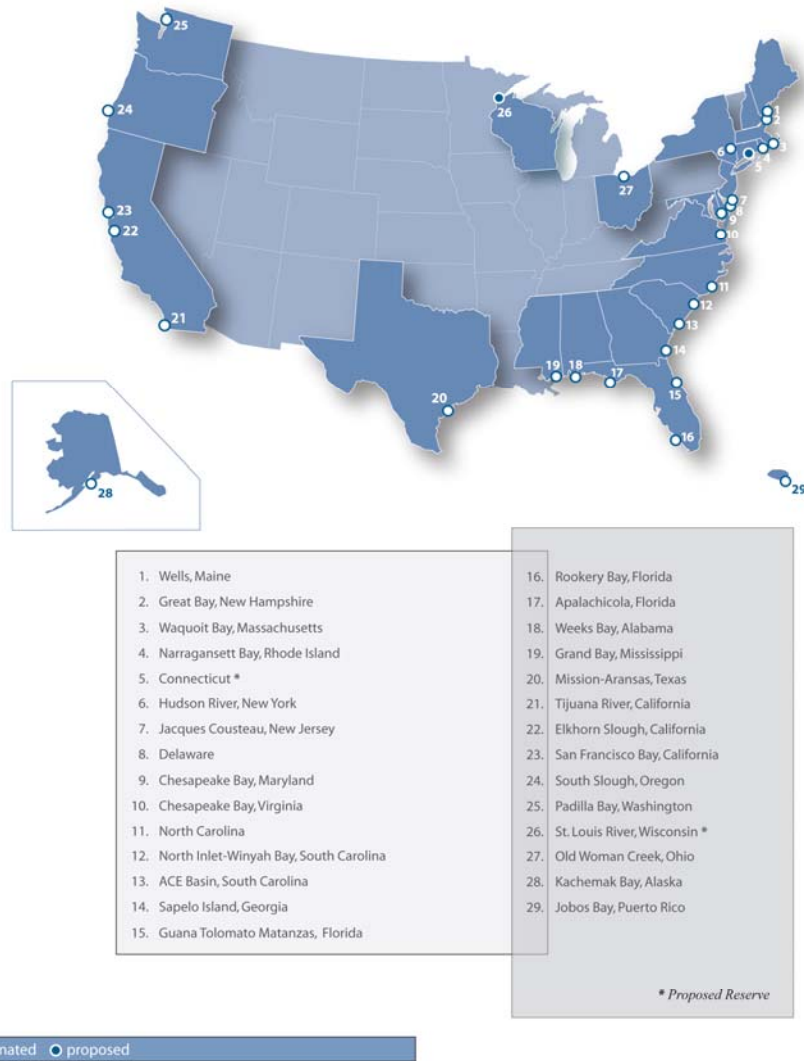 25
24
26
1
2
3
6
4
5
27
7
8
9
10
23
22
11
12
13
21
14
19
18
17
15
20
16
28
29
1. Wells, Maine
2. Great Bay, New Hampshire
3. Waquoit Bay, Massachusetts
4. Narragansett Bay, Rhode Island
5. Connecticut *
6. Hudson River, New York
7. Jacques Cousteau, New Jersey
8. Delaware
9. Chesapeake Bay, Maryland
10. Chesapeake Bay, Virginia
11. North Carolina
12. North Inlet-Winyah Bay, South Carolina
13. ACE Basin, South Carolina
14. Sapelo Island, Georgia
15. Guana Tolomato Matanzas, Florida
16. Rookery Bay, Florida
17. Apalachicola, Florida
18. Weeks Bay, Alabama
19. Grand Bay, Mississippi
20. Mission-Aransas, Texas
21. Tijuana River, California
22. Elkhorn Slough, California
23. San Francisco Bay, California
24. South Slough, Oregon
25. Padilla Bay, Washington
26. St. Louis River, Wisconsin *
27. Old Woman Creek, Ohio
28. Kachemak Bay, Alaska
29. Jobos Bay, Puerto Rico
* Proposed Reserve
nated proposed